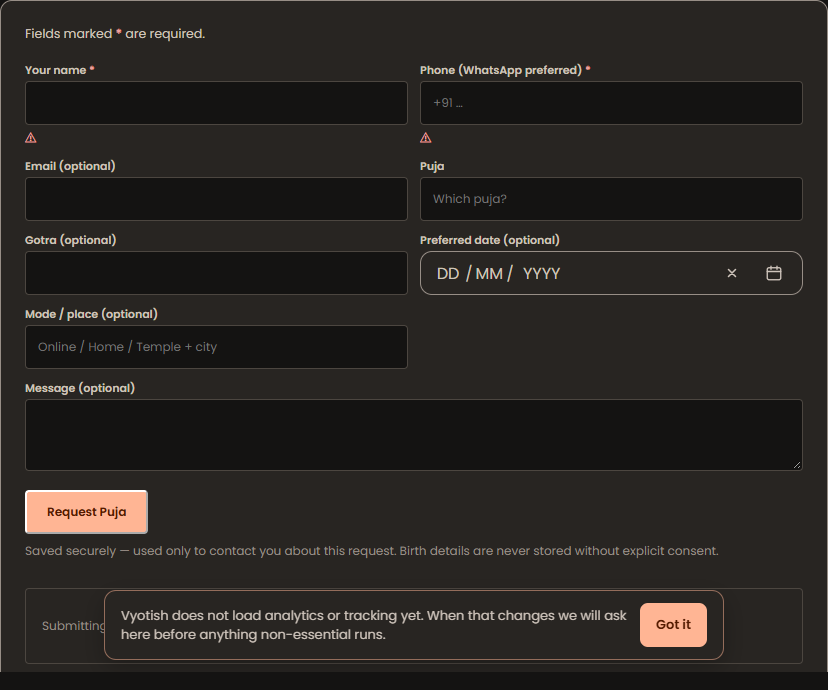 Fields marked * are required.
Your name *
Phone (WhatsApp preferred) *
+91 ...
Email (optional)
Puja
Which puja?
Gotra (optional)
Preferred date (optional)
DD / MM / YYYY
Mode / place (optional)
Online / Home / Temple + city
Message (optional)
Request Puja
Saved securely — used only to contact you about this request. Birth details are never stored without explicit consent.
Submitting
Vyotish does not load analytics or tracking yet. When that changes we will ask
here before anything non-essential runs.
Got it